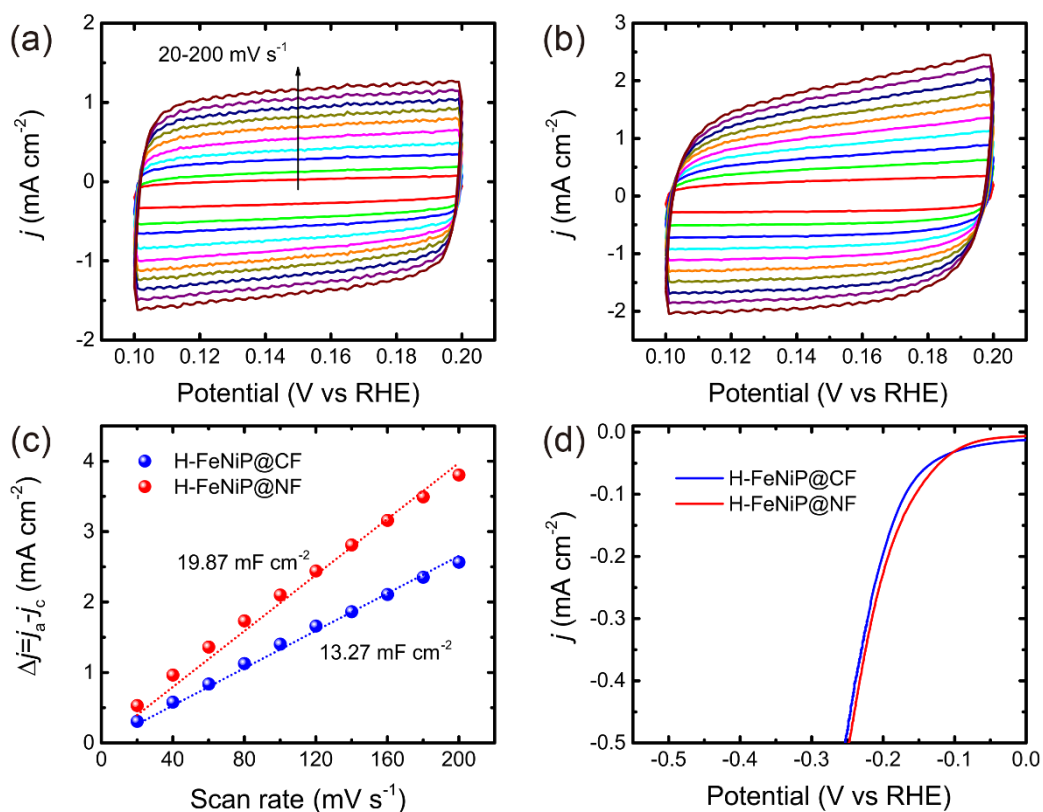 (a)
2
1
0
-1
-2
j (mA cm-2)
20-200 mV s-1
0.10 0.12 0.14 0.16 0.18 0.20
Potential (V vs RHE)
(b)
3
2
1
0
-1
-2
j (mA cm-2)
0.10 0.12 0.14 0.16 0.18 0.20
Potential (V vs RHE)
(c)
4
3
2
1
0
Δj=ja-jc (mA cm-2)
H-FeNiP@CF
H-FeNiP@NF
19.87 mF cm-2
13.27 mF cm-2
0 40 80 120 160 200
Scan rate (mV s-1)
(d)
0.0
-0.1
-0.2
-0.3
-0.4
-0.5
j (mA cm-2)
H-FeNiP@CF
H-FeNiP@NF
-0.5 -0.4 -0.3 -0.2 -0.1 0.0
Potential (V vs RHE)